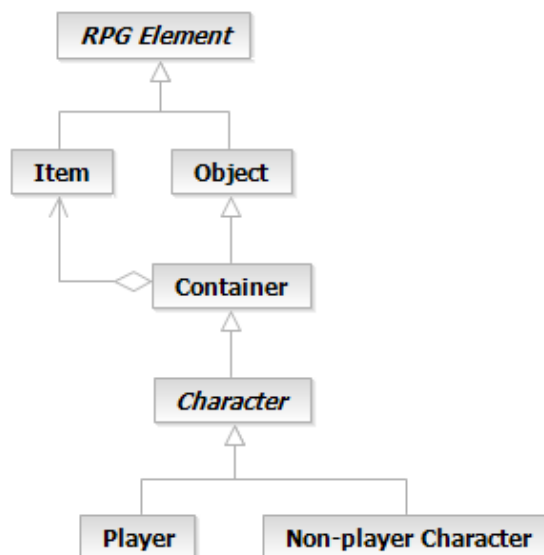 RPG Element
Item
Object
Container
Character
Player
Non-player Character